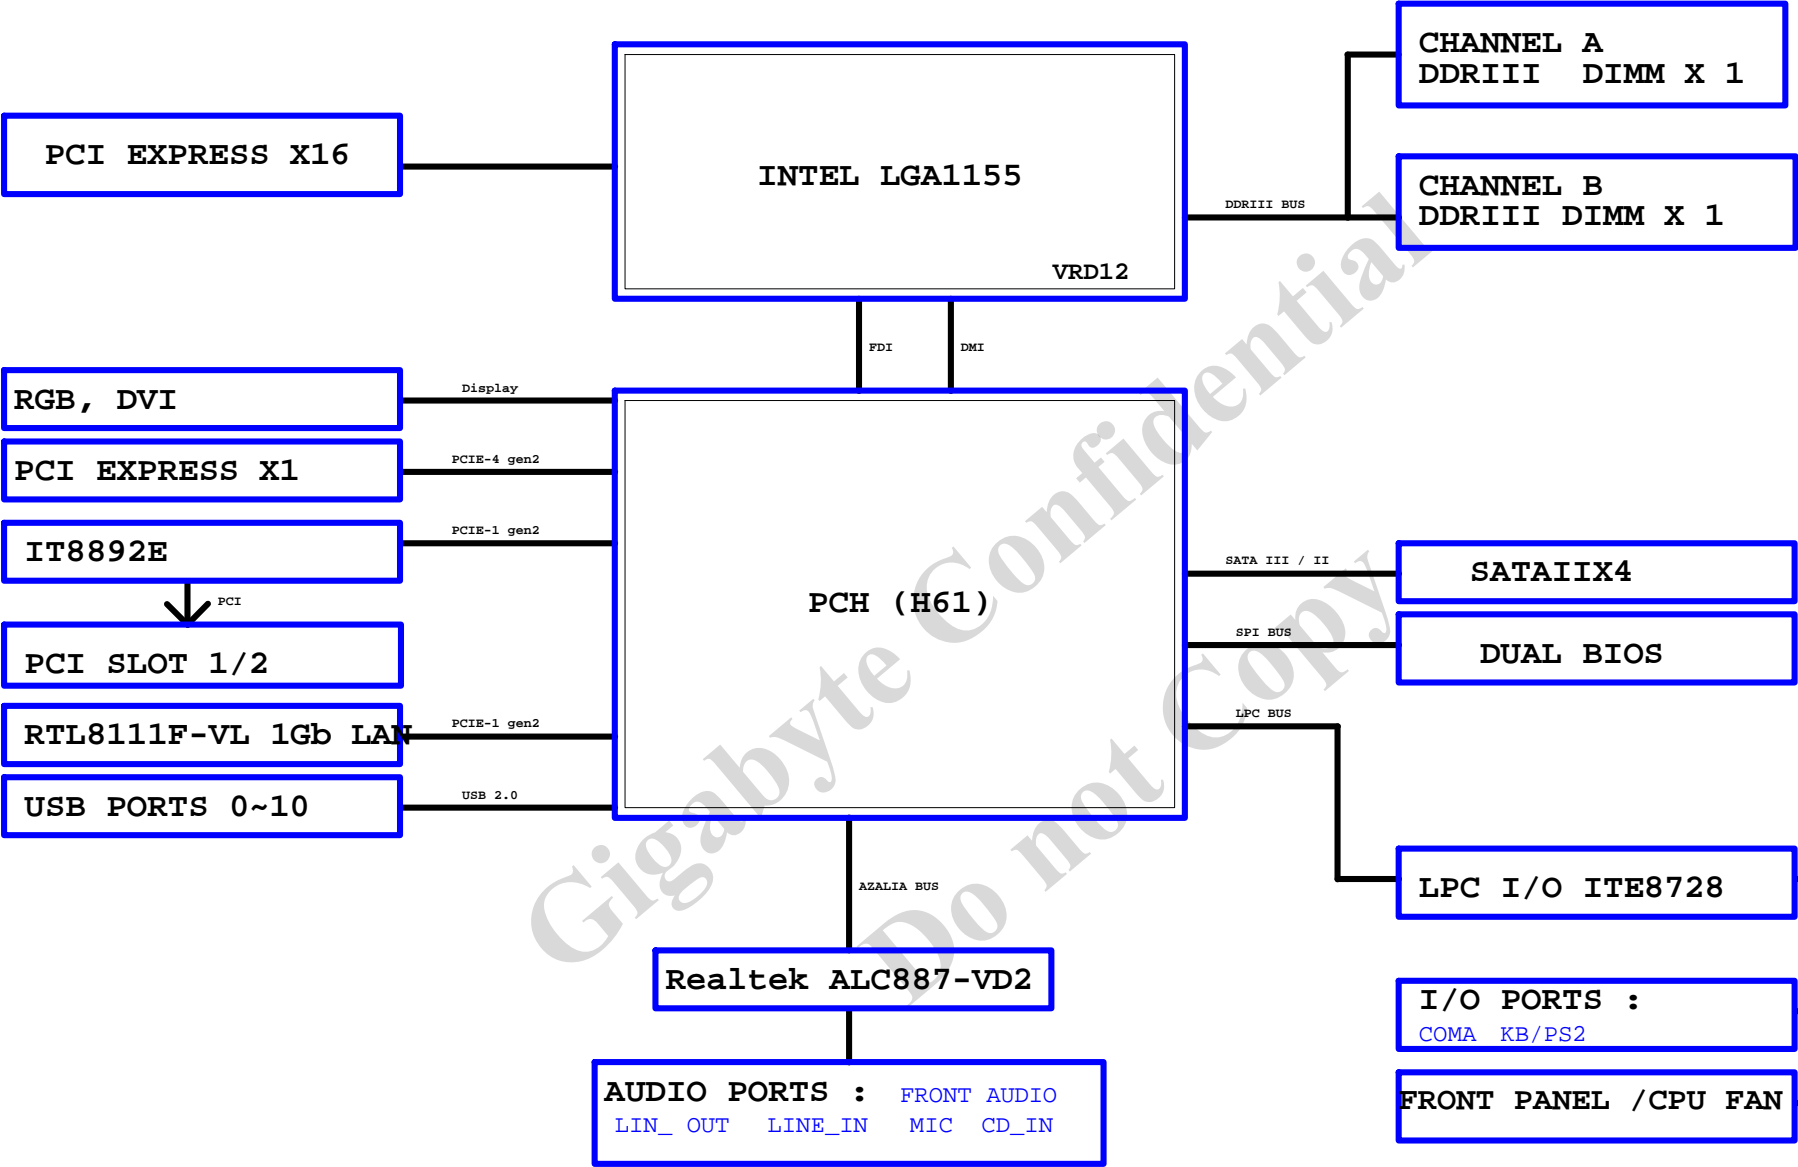 CHANNEL A
DDRIII DIMM X 1
PCI EXPRESS X16
INTEL LGA1155
CHANNEL B
DDRIII BUS
DDRIII DIMM X 1
VRD12
FDI
DMI
RGB, DVI
Display
PCI EXPRESS X1
PCIE-4 gen2
IT8892E
PCIE-1 gen2
SATA III / II
SATAIIX4
PCI
PCH (H61)
PCI SLOT 1/2
SPI BUS
DUAL BIOS
RTL8111F-VL 1Gb LAN
PCIE-1 gen2
LPC BUS
USB PORTS 0~10
USB 2.0
AZALIA BUS
LPC I/O ITE8728
Realtek ALC887-VD2
I/O PORTS :
COMA KB/PS2
AUDIO PORTS : FRONT AUDIO
LIN_ OUT LINE_IN MIC CD_IN
FRONT PANEL /CPU FAN
Gigabyte Confidential
Do not Copy